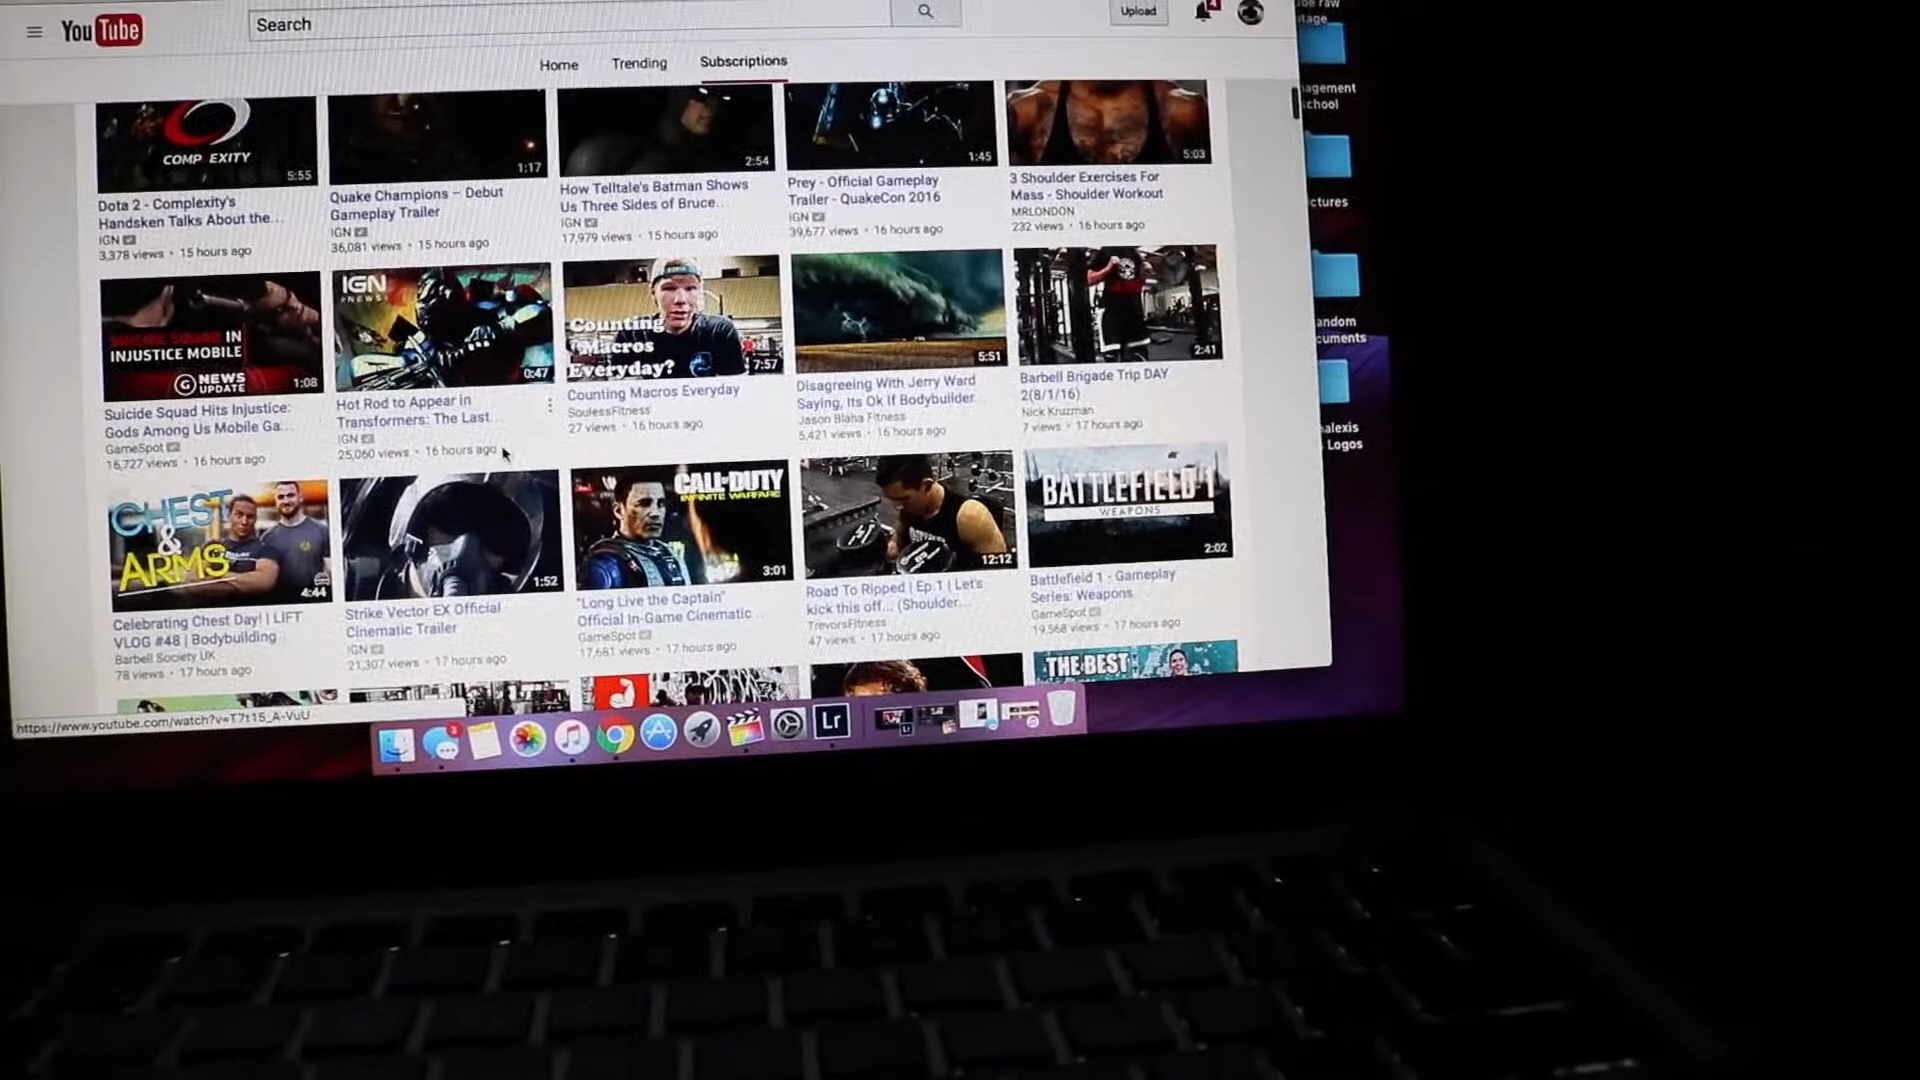 YouTube
Search
Upload
4
Home
Trending
Subscriptions
COMP EXITY
5:55
1:17
2:54
1:45
5:03
Dota 2 - Complexity's
Handsken Talks About the...
IGN
3,378 views • 15 hours ago
Quake Champions – Debut
Gameplay Trailer
IGN
36,081 views • 15 hours ago
How Telltale's Batman Shows
Us Three Sides of Bruce...
IGN
17,979 views • 15 hours ago
Prey - Official Gameplay
Trailer - QuakeCon 2016
IGN
39,677 views • 16 hours ago
3 Shoulder Exercises For
Mass - Shoulder Workout
MRLONDON
232 views • 16 hours ago
SUICIDE SQUAD IN
INJUSTICE MOBILE
NEWS
UPDATE
1:08
IGN
NEWS
0:47
Counting
Macros
Everyday?
7:57
5:51
2:41
Suicide Squad Hits Injustice:
Gods Among Us Mobile Ga...
GameSpot
16,727 views • 16 hours ago
Hot Rod to Appear in
Transformers: The Last...
IGN
25,060 views • 16 hours ago
Counting Macros Everyday
SoulessFitness
27 views • 16 hours ago
Disagreeing With Jerry Ward
Saying, Its Ok If Bodybuilder
Jason Blaha Fitness
5,421 views • 16 hours ago
Barbell Brigade Trip DAY
2(8/1/16)
Nick Kruzman
7 views • 17 hours ago
CHEST
&
ARMS
4:44
1:52
CALL OF DUTY
INFINITE WARFARE
3:01
12:12
BATTLEFIELD 1
WEAPONS
2:02
Celebrating Chest Day! | LIFT
VLOG #48 | Bodybuilding
Barbell Society UK
78 views • 17 hours ago
Strike Vector EX Official
Cinematic Trailer
IGN
21,307 views • 17 hours ago
"Long Live the Captain"
Official In-Game Cinematic ...
GameSpot
17,681 views • 17 hours ago
Road To Ripped | Ep.1 | Let's
kick this off... (Shoulder...
TrevorsFitness
47 views • 17 hours ago
Battlefield 1 - Gameplay
Series: Weapons
GameSpot
19,568 views • 17 hours ago
THE BEST
https://www.youtube.com/watch?v=T7t15_A-VuU
3
Lr
be raw
tage
agement
school
ctures
andom
cuments
alexis
Logos